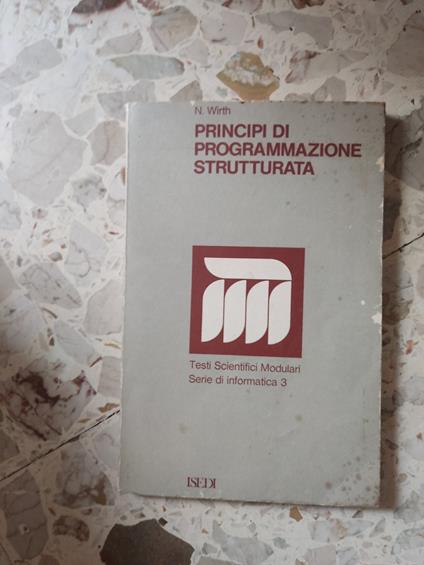 N. Wirth
PRINCIPI DI
PROGRAMMAZIONE
STRUTTURATA
Testi Scientifici Modulari
Serie di informatica 3
ISEDI